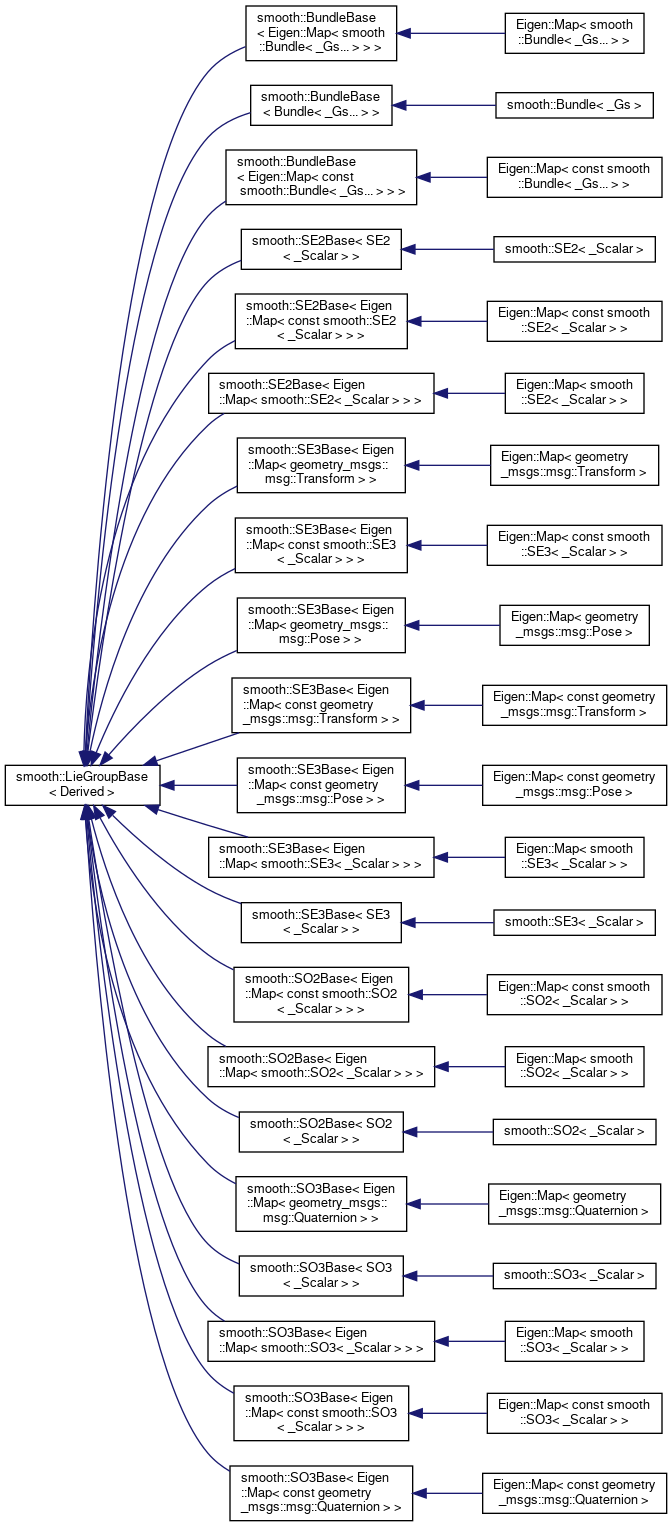 smooth::BundleBase
< Eigen::Map< smooth
::Bundle< _Gs... > > >
Eigen::Map< smooth
::Bundle< _Gs... > >
smooth::BundleBase
< Bundle< _Gs... > >
smooth::Bundle< _Gs >
smooth::BundleBase
< Eigen::Map< const
smooth::Bundle< _Gs... > > >
Eigen::Map< const smooth
::Bundle< _Gs... > >
smooth::SE2Base< SE2
< _Scalar > >
smooth::SE2< _Scalar >
smooth::SE2Base< Eigen
::Map< const smooth::SE2
< _Scalar > > >
Eigen::Map< const smooth
::SE2< _Scalar > >
smooth::SE2Base< Eigen
::Map< smooth::SE2< _Scalar > > >
Eigen::Map< smooth
::SE2< _Scalar > >
smooth::SE3Base< Eigen
::Map< geometry_msgs::
msg::Transform > >
Eigen::Map< geometry
_msgs::msg::Transform >
smooth::SE3Base< Eigen
::Map< const smooth::SE3
< _Scalar > > >
Eigen::Map< const smooth
::SE3< _Scalar > >
smooth::SE3Base< Eigen
::Map< geometry_msgs::
msg::Pose > >
Eigen::Map< geometry
_msgs::msg::Pose >
smooth::SE3Base< Eigen
::Map< const geometry
_msgs::msg::Transform > >
Eigen::Map< const geometry
_msgs::msg::Transform >
smooth::LieGroupBase
< Derived >
smooth::SE3Base< Eigen
::Map< const geometry
_msgs::msg::Pose > >
Eigen::Map< const geometry
_msgs::msg::Pose >
smooth::SE3Base< Eigen
::Map< smooth::SE3< _Scalar > > >
Eigen::Map< smooth
::SE3< _Scalar > >
smooth::SE3Base< SE3
< _Scalar > >
smooth::SE3< _Scalar >
smooth::SO2Base< Eigen
::Map< const smooth::SO2
< _Scalar > > >
Eigen::Map< const smooth
::SO2< _Scalar > >
smooth::SO2Base< Eigen
::Map< smooth::SO2< _Scalar > > >
Eigen::Map< smooth
::SO2< _Scalar > >
smooth::SO2Base< SO2
< _Scalar > >
smooth::SO2< _Scalar >
smooth::SO3Base< Eigen
::Map< geometry_msgs::
msg::Quaternion > >
Eigen::Map< geometry
_msgs::msg::Quaternion >
smooth::SO3Base< SO3
< _Scalar > >
smooth::SO3< _Scalar >
smooth::SO3Base< Eigen
::Map< smooth::SO3< _Scalar > > >
Eigen::Map< smooth
::SO3< _Scalar > >
smooth::SO3Base< Eigen
::Map< const smooth::SO3
< _Scalar > > >
Eigen::Map< const smooth
::SO3< _Scalar > >
smooth::SO3Base< Eigen
::Map< const geometry
_msgs::msg::Quaternion > >
Eigen::Map< const geometry
_msgs::msg::Quaternion >